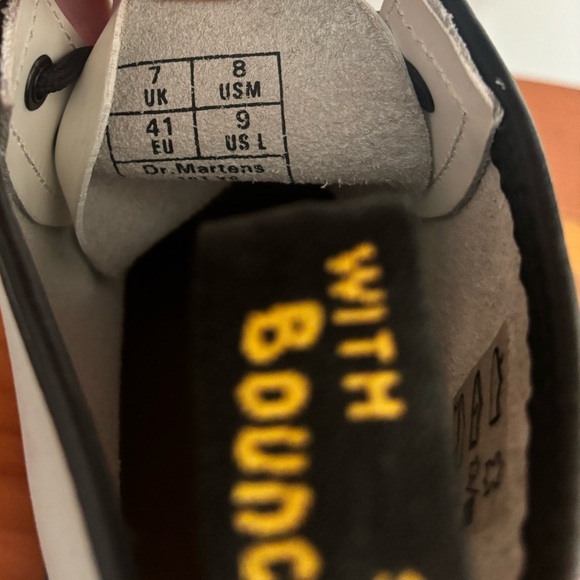 7 8
UK USM
41 9
EU US L
Dr.Martens
WITH
BOUNC